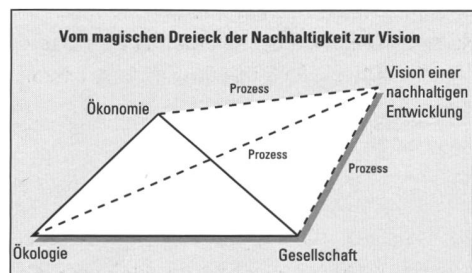 Vom magischen Dreieck der Nachhaltigkeit zur Vision
Vision einer
nachhaltigen
Entwicklung
Prozess
Ökonomie
Prozess
Prozess
Ökologie
Gesellschaft